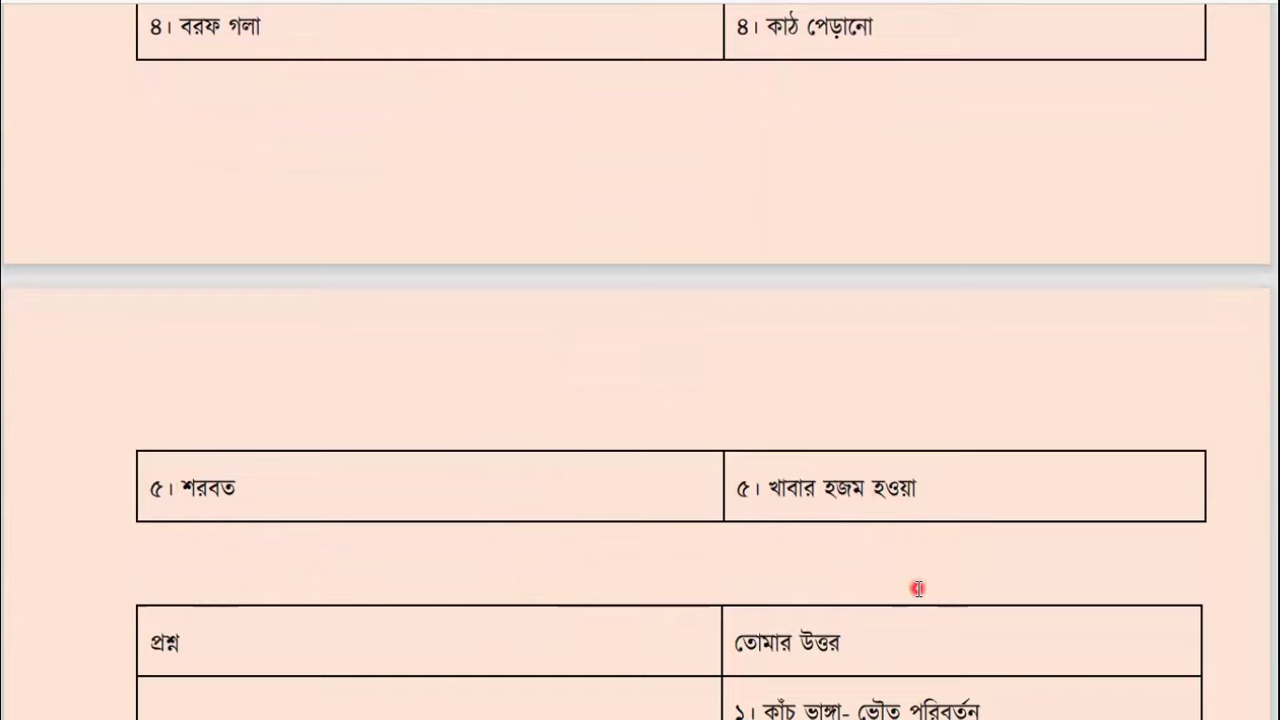 ৪। বরফ গলা
৪। কাঠ পেড়ানো
৫। শরবত
৫। খাবার হজম হওয়া
প্রশ্ন
তোমার উত্তর
১। কাঁচ ভাঙ্গা- ভৌত পরিবর্তন